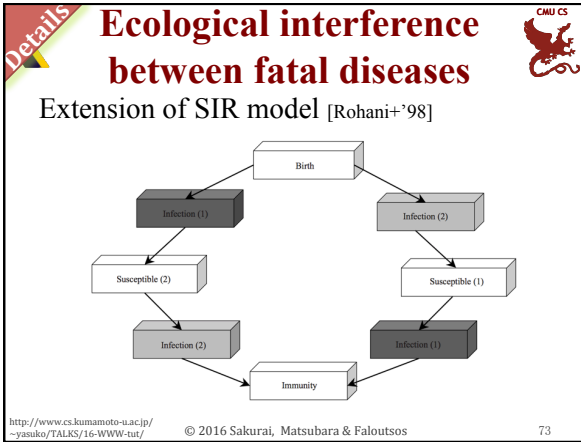 Details
CMU CS
Ecological interference
between fatal diseases
Extension of SIR model [Rohani+’98]
Birth
Infection (1)
Infection (2)
Susceptible (2)
Susceptible (1)
Infection (2)
Infection (1)
Immunity
http://www.cs.kumamoto-u.ac.jp/
~yasuko/TALKS/16-WWW-tut/
© 2016 Sakurai, Matsubara & Faloutsos
73